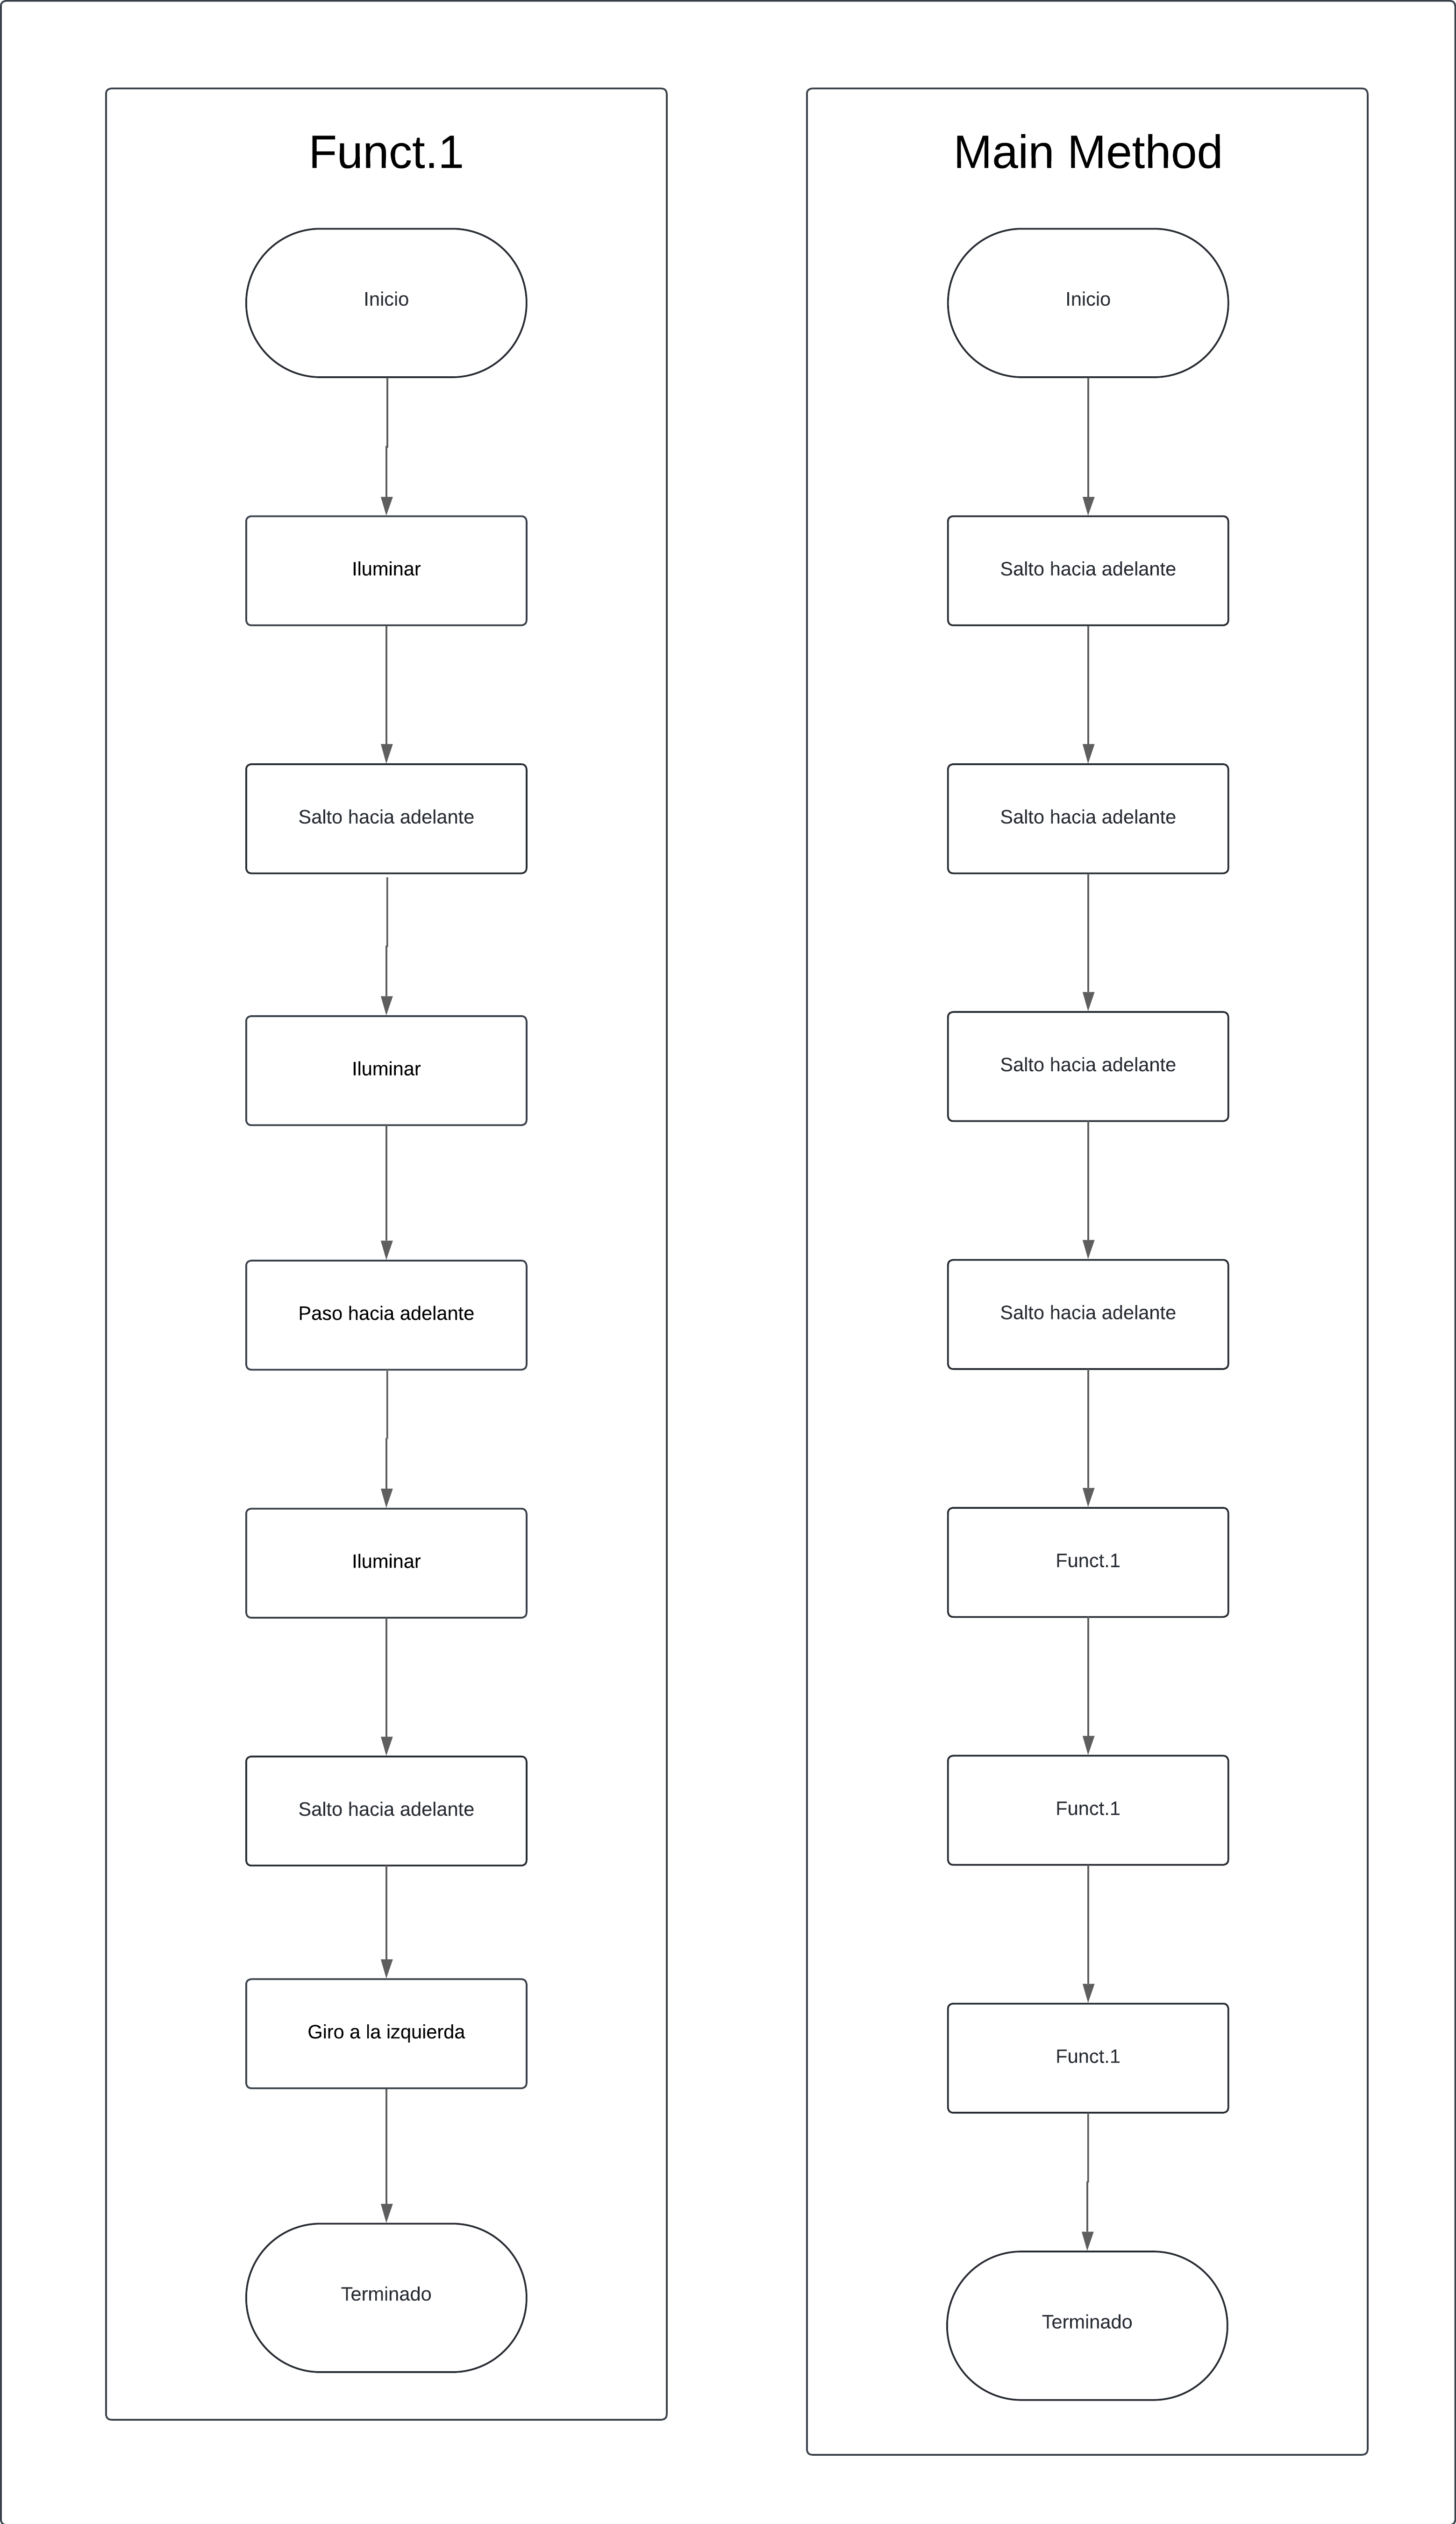 Funct.1
Inicio
Iluminar
Salto hacia adelante
Iluminar
Paso hacia adelante
Iluminar
Salto hacia adelante
Giro a la izquierda
Terminado
Main Method
Inicio
Salto hacia adelante
Salto hacia adelante
Salto hacia adelante
Salto hacia adelante
Funct.1
Funct.1
Funct.1
Terminado